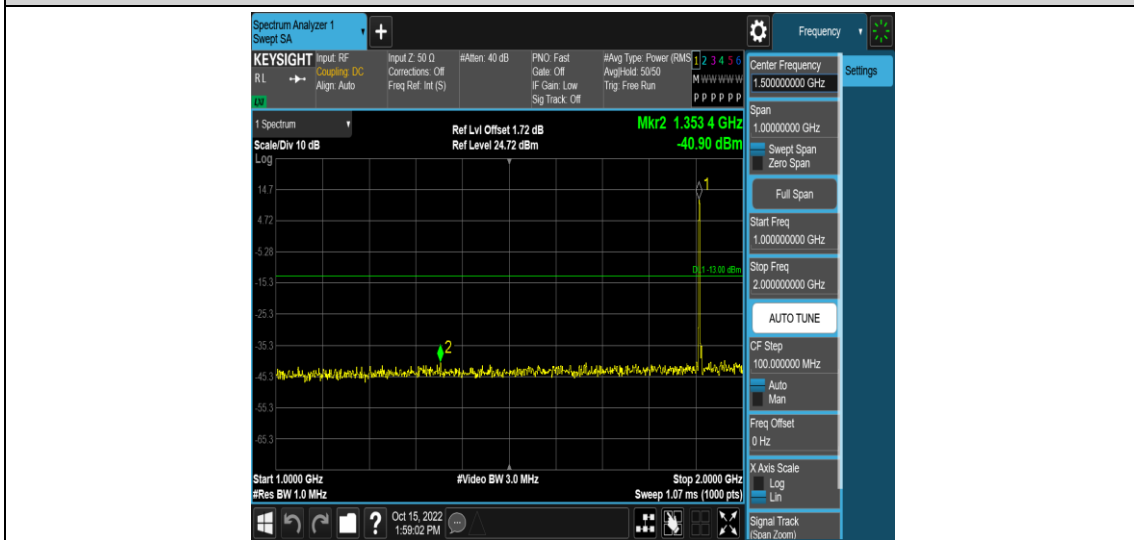 Spectrum Analyzer 1
Swept SA
Frequency
KEYSIGHT
RL
Input: RF
Coupling: DC
Align: Auto
Input Z: 50 Ω
Corrections: Off
Freq Ref: Int (S)
#Atten: 40 dB
PNO: Fast
Gate: Off
IF Gain: Low
Sig Track: Off
#Avg Type: Power (RMS
Avg|Hold: 50/50
Trig: Free Run
1 2 3 4 5 6
M W W W W W
P P P P P P
1 Spectrum
Scale/Div 10 dB
Log
Ref Lvl Offset 1.72 dB
Ref Level 24.72 dBm
Mkr2 1.353 4 GHz
-40.90 dBm
1
14.7
4.72
-5.28
DL1 -13.00 dBm
-15.3
-25.3
-35.3
2
-45.3
-55.3
-65.3
Start 1.0000 GHz
#Res BW 1.0 MHz
#Video BW 3.0 MHz
Stop 2.0000 GHz
Sweep 1.07 ms (1000 pts)
Oct 15, 2022
1:59:02 PM
Center Frequency
1.500000000 GHz
Settings
Span
1.00000000 GHz
Swept Span
Zero Span
Full Span
Start Freq
1.000000000 GHz
Stop Freq
2.000000000 GHz
AUTO TUNE
CF Step
100.000000 MHz
Auto
Man
Freq Offset
0 Hz
X Axis Scale
Log
Lin
Signal Track
(Span Zoom)